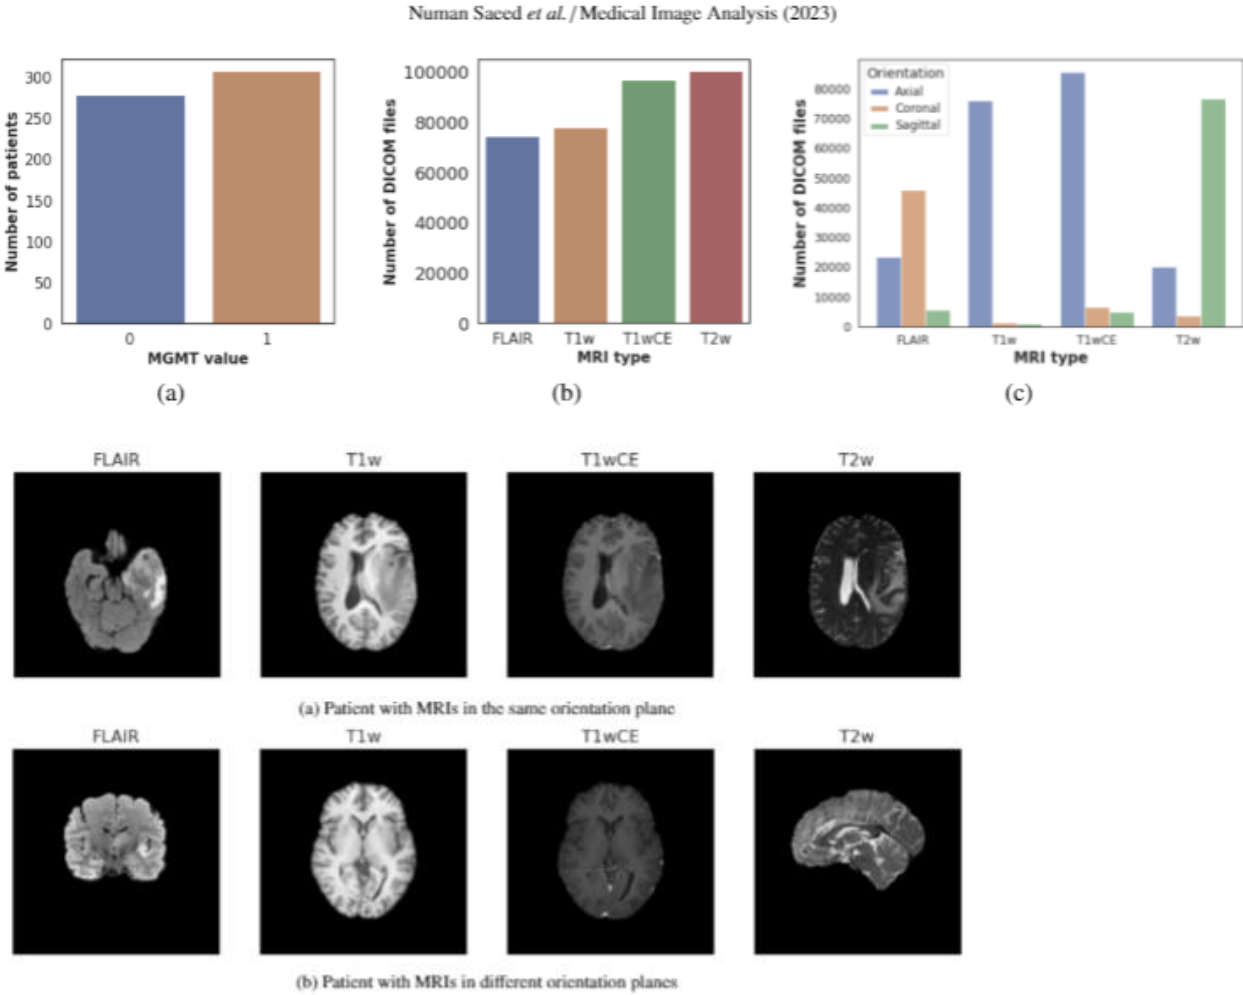 Numan Saeed et al. / Medical Image Analysis (2023)
Number of patients
300
250
200
150
100
50
0
0 1
MGMT value
(a)
Number of DICOM files
100000
80000
60000
40000
20000
0
FLAIR T1w T1wCE T2w
MRI type
(b)
Number of DICOM files
80000
70000
60000
50000
40000
30000
20000
10000
0
Orientation
Axial
Coronal
Sagittal
FLAIR T1w T1wCE T2w
MRI type
(c)
FLAIR T1w T1wCE T2w
(a) Patient with MRIs in the same orientation plane
FLAIR T1w T1wCE T2w
(b) Patient with MRIs in different orientation planes